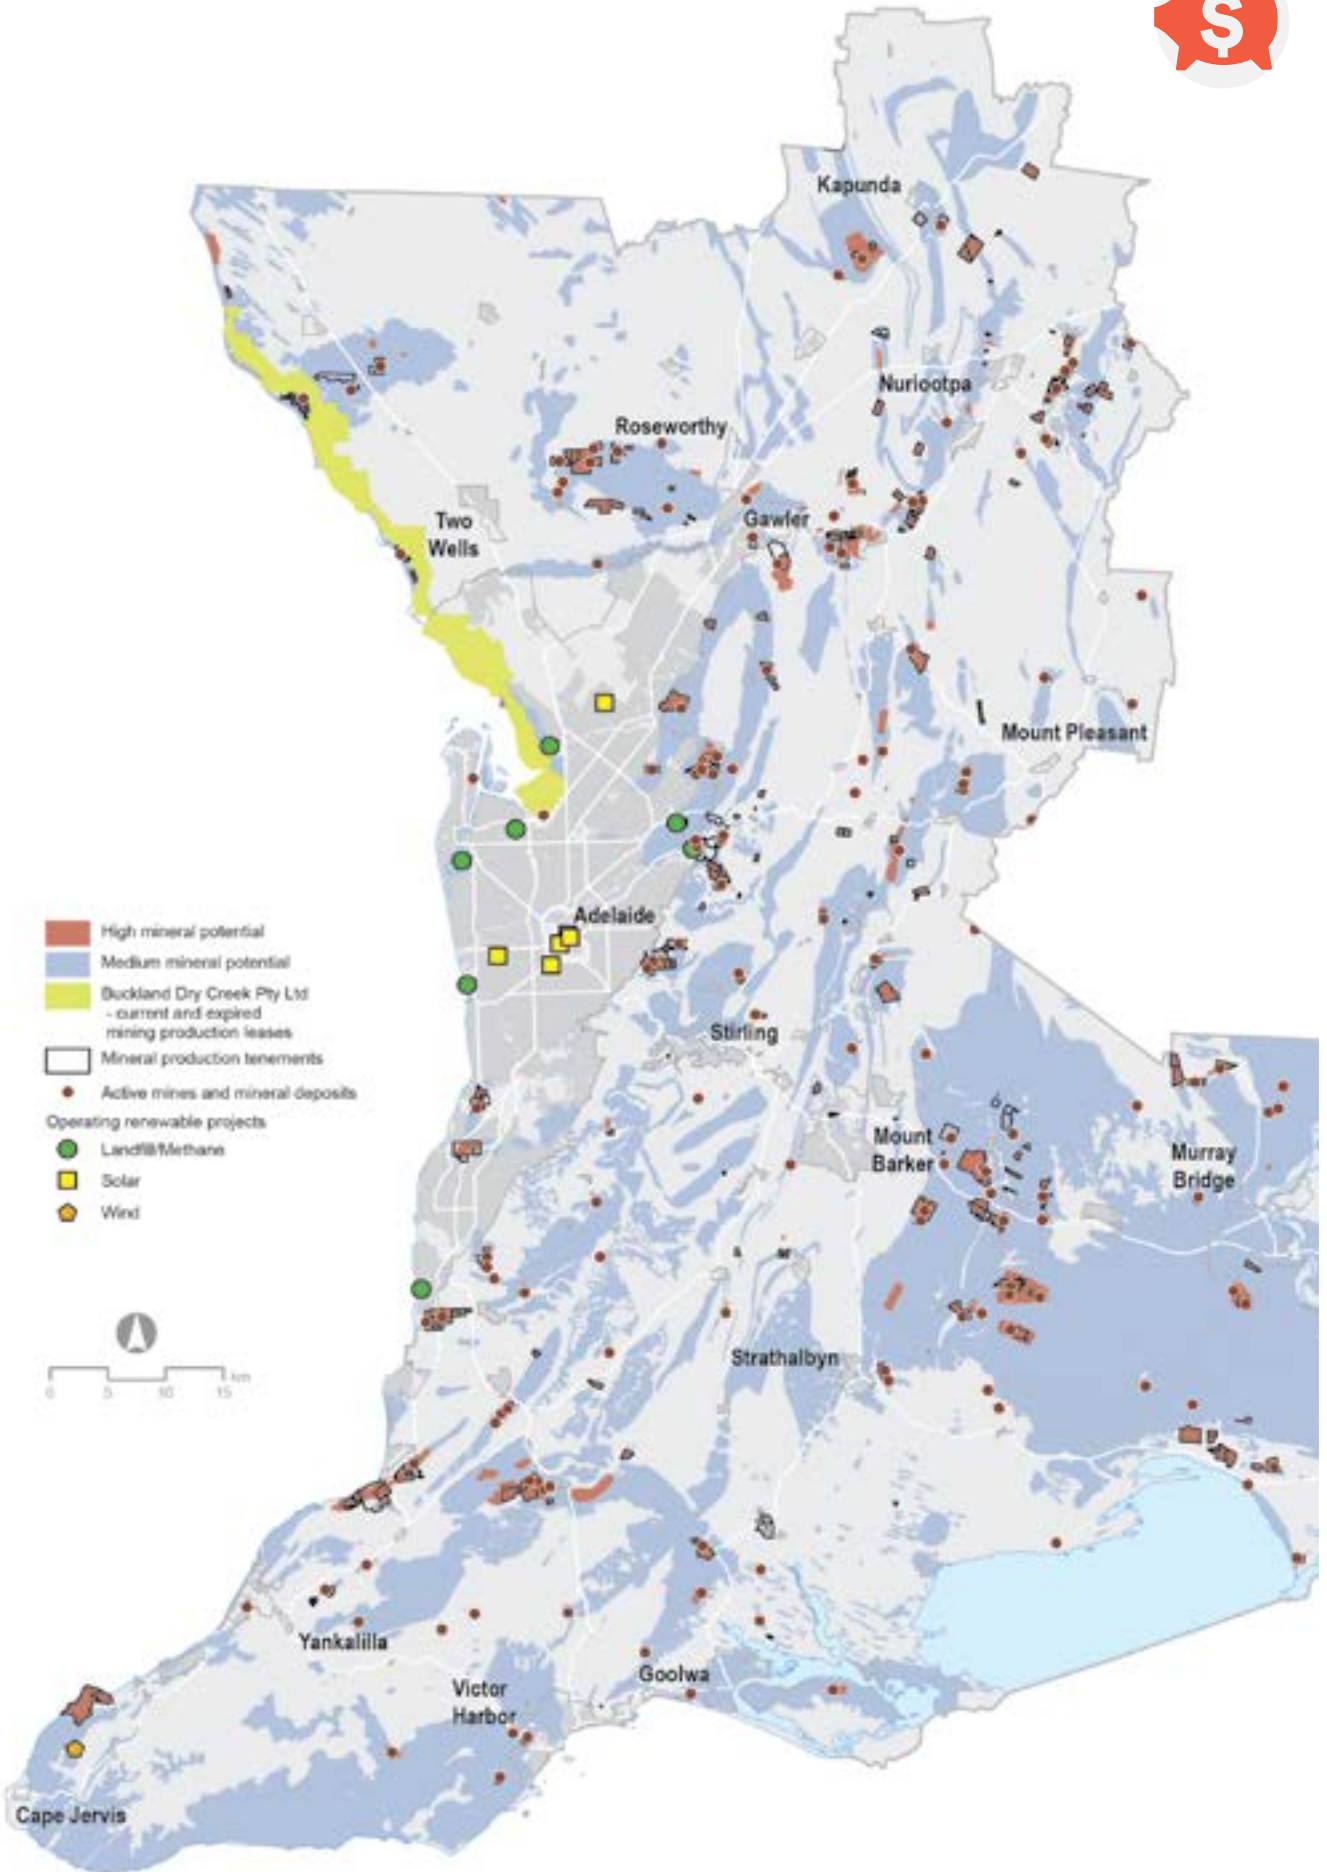 $
Kapunda
Nuriootpa
Roseworthy
Two
Wells
Gawler
Mount Pleasant
Adelaide
High mineral potential
Medium mineral potential
Buckland Dry Creek Pty Ltd
- current and expired
mining production leases
Mineral production tenements
Active mines and mineral deposits
Operating renewable projects
Landfill/Methane
Solar
Wind
Stirling
Mount
Barker
Murray
Bridge
0 5 10 15 km
Strathalbyn
Yankalilla
Goolwa
Victor
Harbor
Cape Jervis